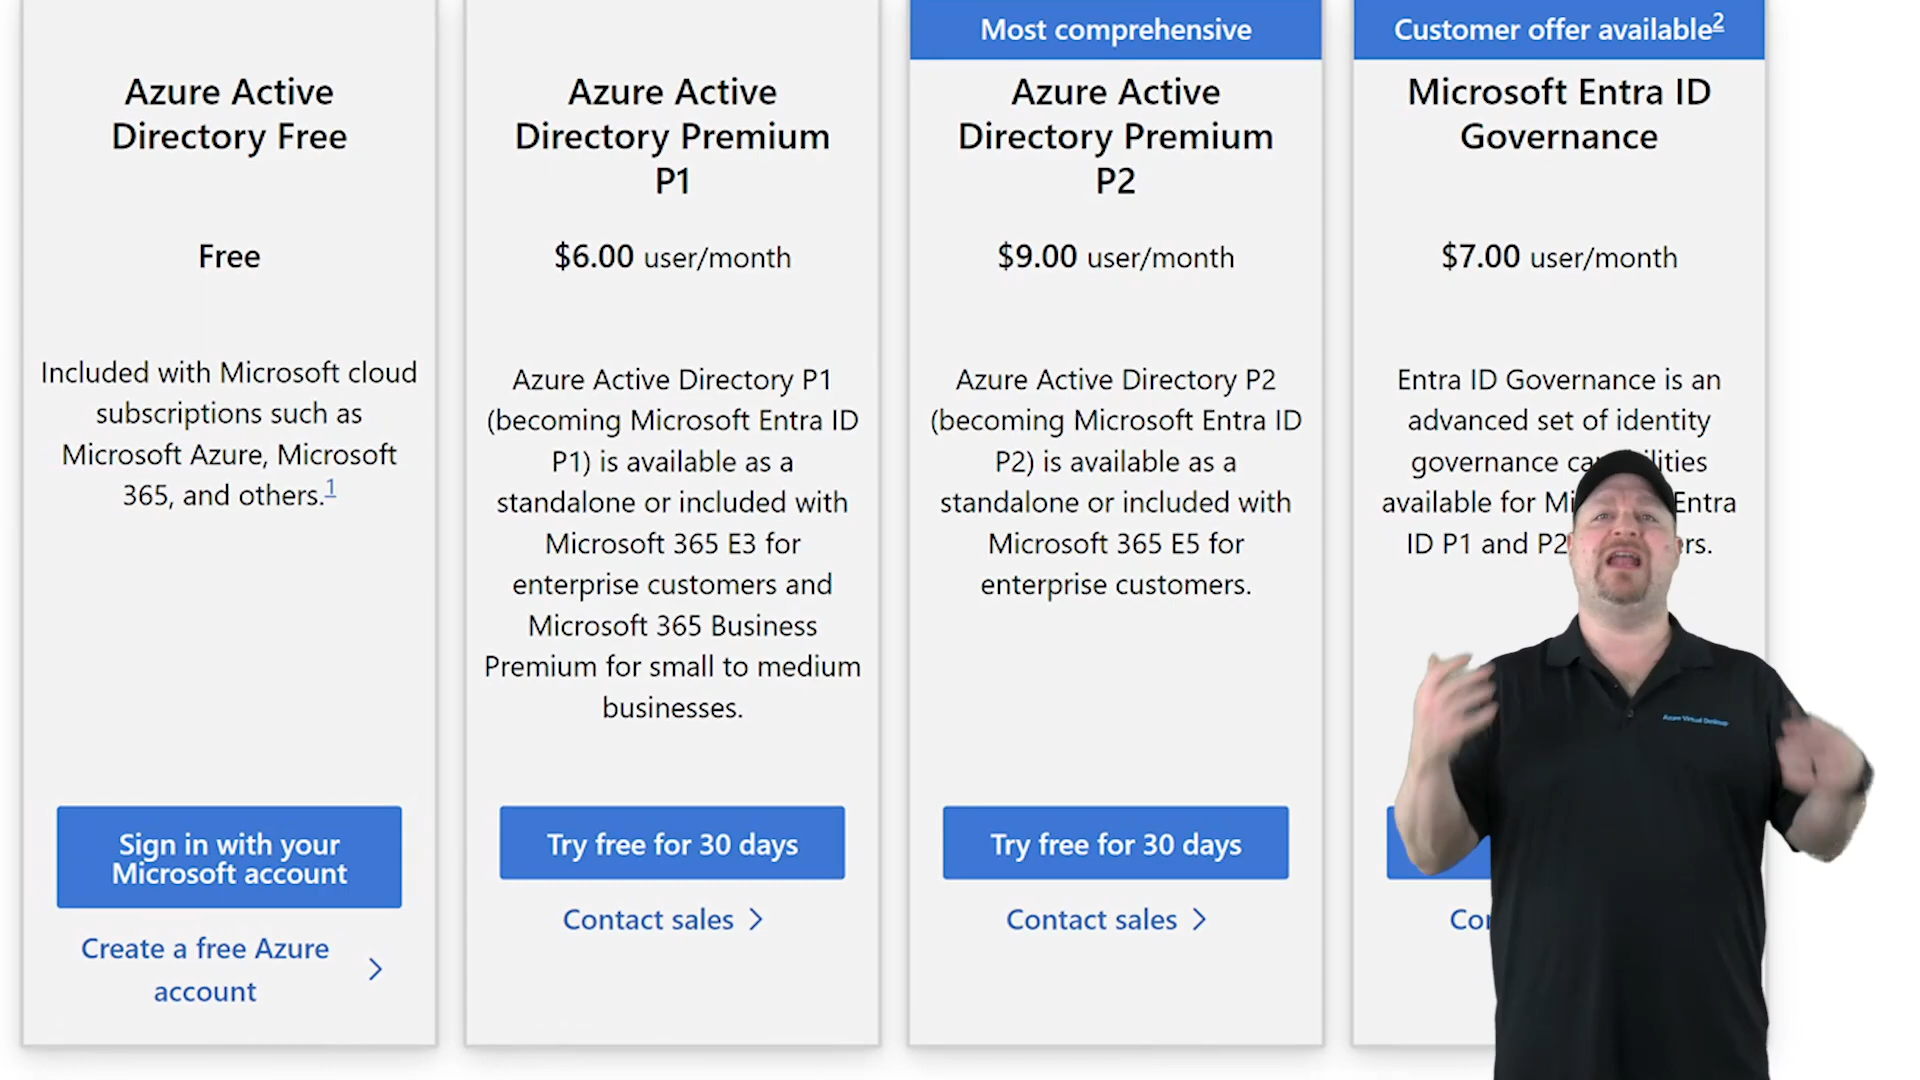 Azure Active
Directory Free
Free
Included with Microsoft cloud
subscriptions such as
Microsoft Azure, Microsoft
365, and others.1
Sign in with your
Microsoft account
Create a free Azure
account
Azure Active
Directory Premium
P1
$6.00 user/month
Azure Active Directory P1
(becoming Microsoft Entra ID
P1) is available as a
standalone or included with
Microsoft 365 E3 for
enterprise customers and
Microsoft 365 Business
Premium for small to medium
businesses.
Try free for 30 days
Contact sales
Most comprehensive
Azure Active
Directory Premium
P2
$9.00 user/month
Azure Active Directory P2
(becoming Microsoft Entra ID
P2) is available as a
standalone or included with
Microsoft 365 E5 for
enterprise customers.
Try free for 30 days
Contact sales
Customer offer available2
Microsoft Entra ID
Governance
$7.00 user/month
Entra ID Governance is an
advanced set of identity
governance
available for Entra
ID P1 and P2
Azure Virtual Desktop